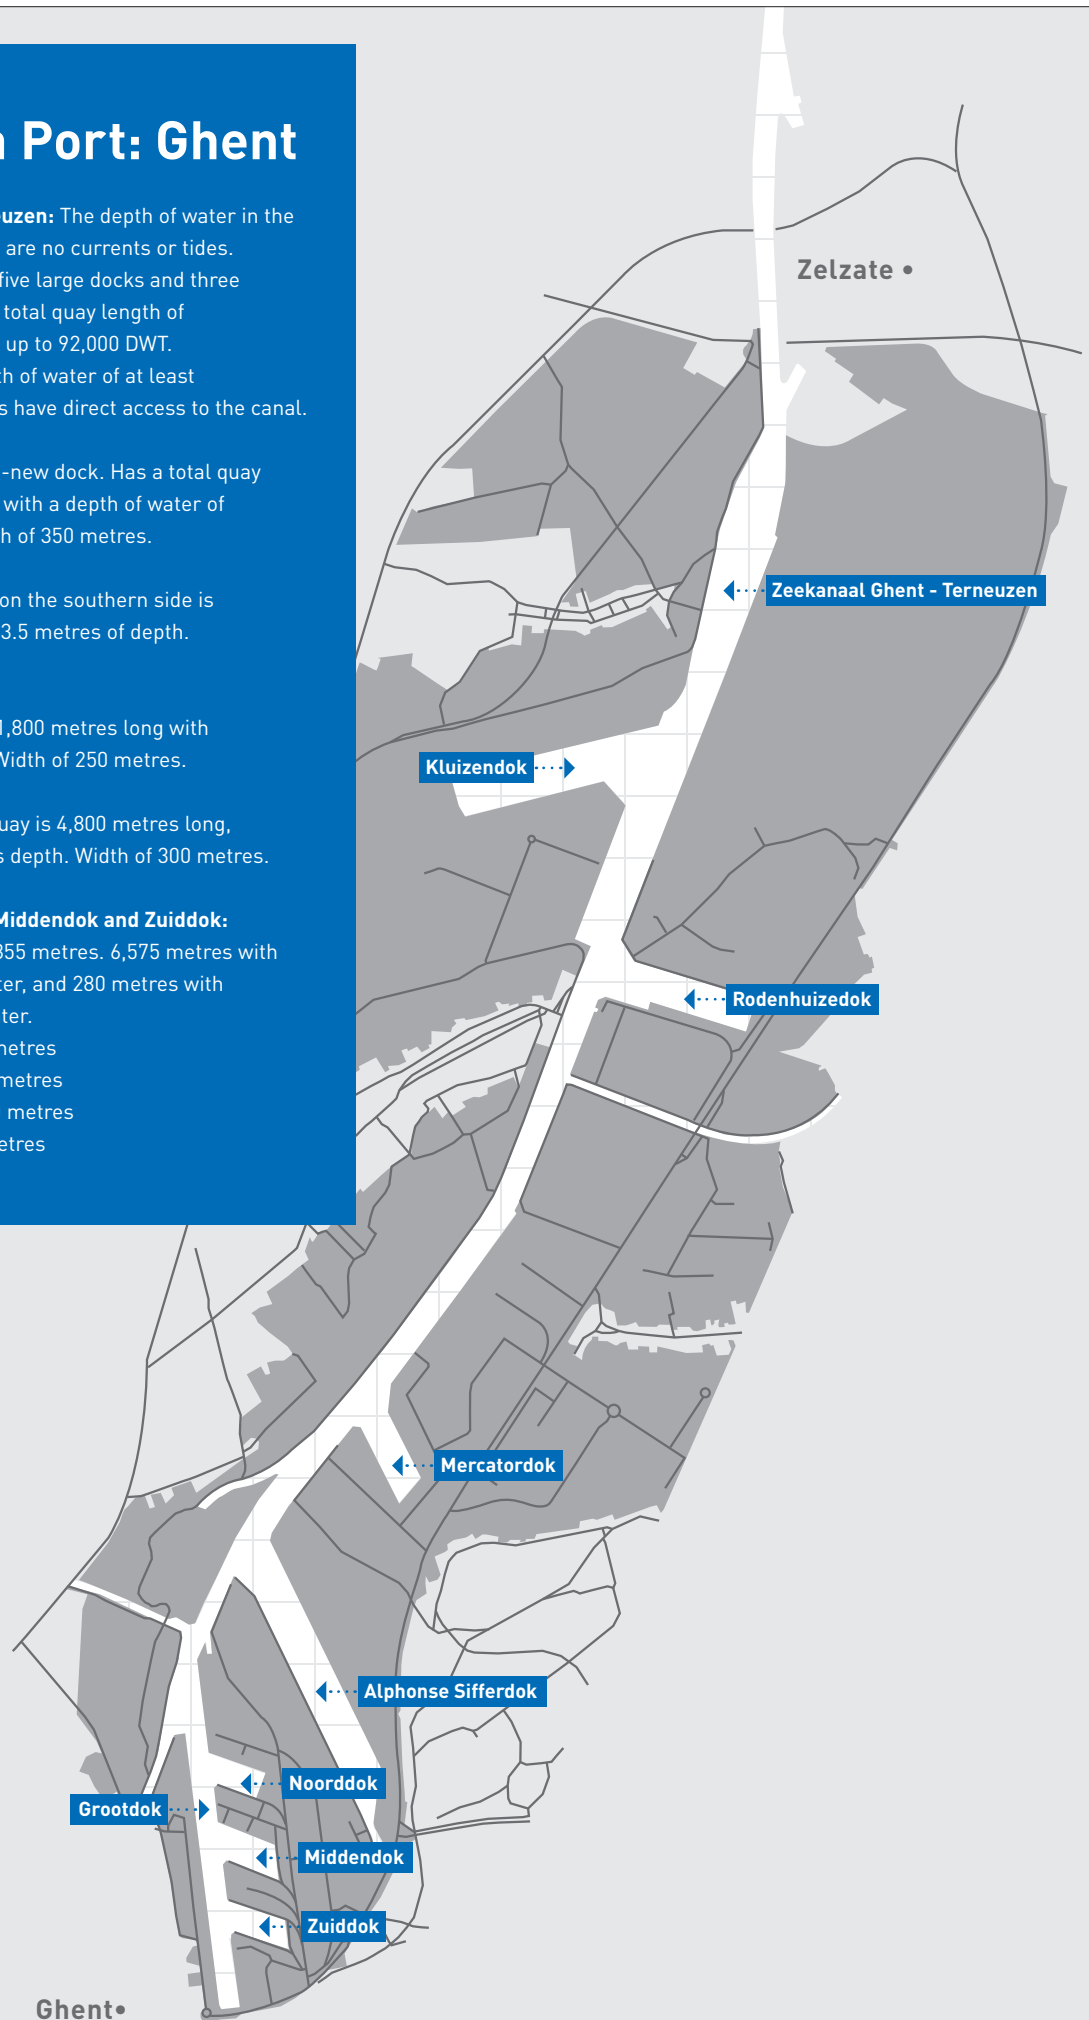 Port: Ghent
uzen: The depth of water in the
are no currents or tides.
five large docks and three
total quay length of
up to 92,000 DWT.
th of water of at least
s have direct access to the canal.
-new dock. Has a total quay
with a depth of water of
h of 350 metres.
on the southern side is
3.5 metres of depth.
1,800 metres long with
Width of 250 metres.
uay is 4,800 metres long,
s depth. Width of 300 metres.
Middendok and Zuiddok:
355 metres. 6,575 metres with
ter, and 280 metres with
ter.
metres
metres
metres
etres
Zelzate
Zeekanaal Ghent - Terneuzen
Kluizendok
Rodenhuizedok
Mercatordok
Alphonse Sifferdok
Noorddok
Grootdok
Middendok
Zuiddok
Ghent